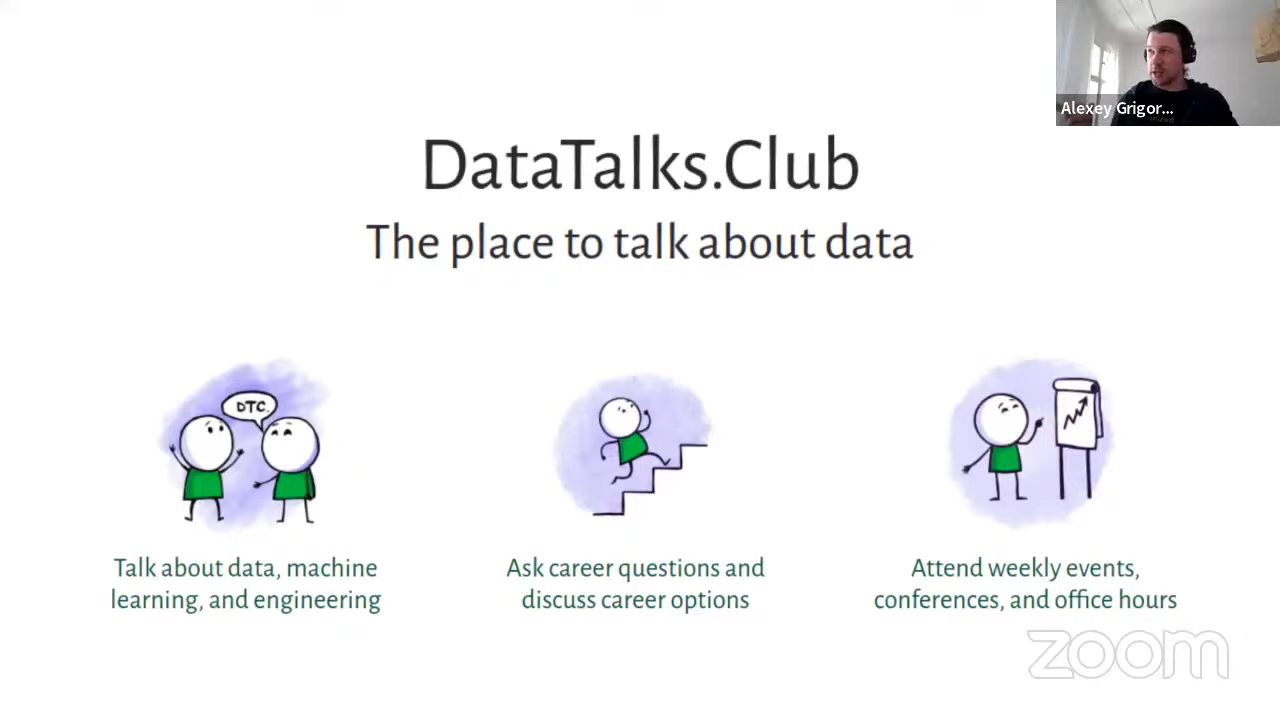 Alexey Grigor...
DataTalks.Club
The place to talk about data
DTC.
Talk about data, machine
learning, and engineering
Ask career questions and
discuss career options
Attend weekly events,
conferences, and office hours
zoom